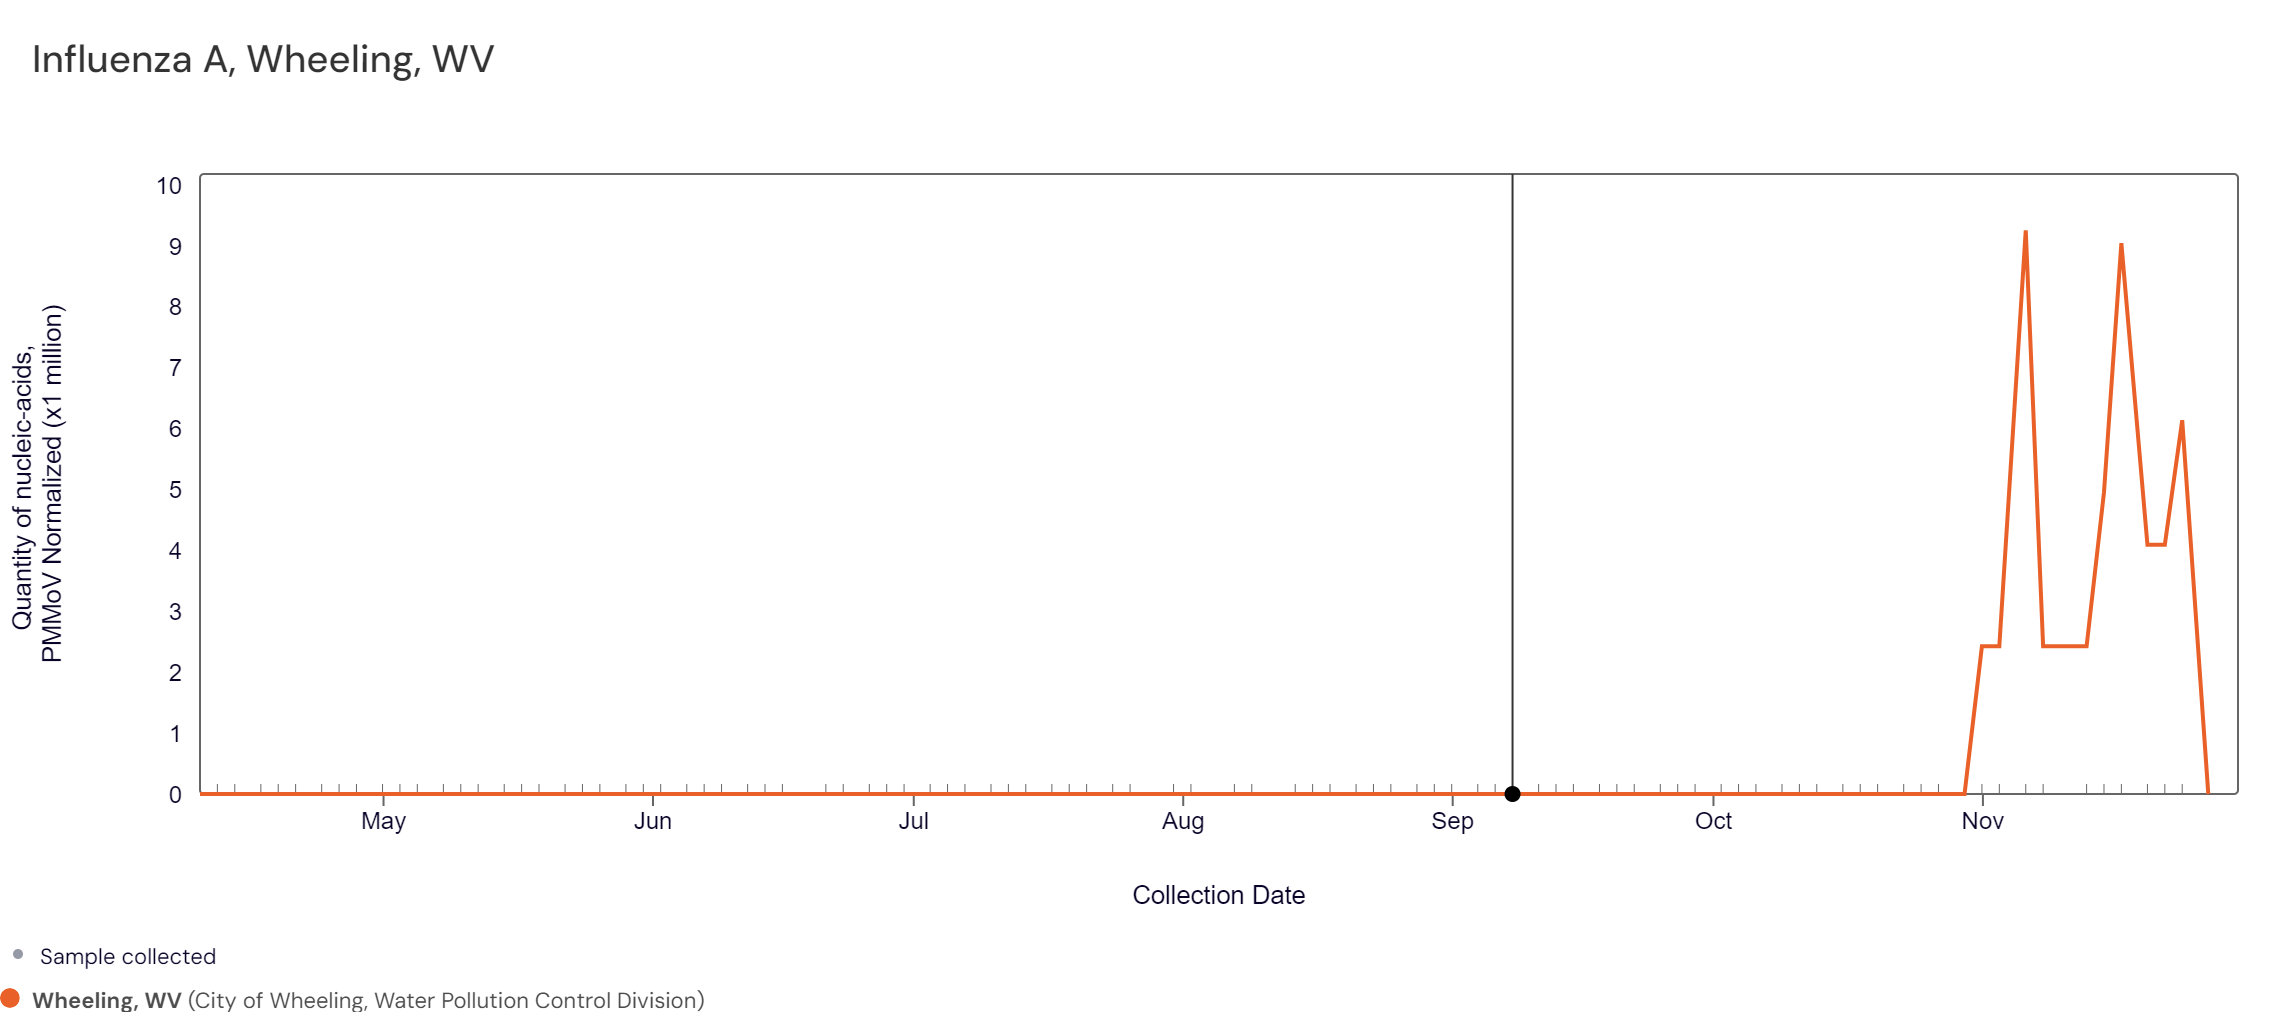 Influenza A, Wheeling, WV
Quantity of nucleic-acids,
PMMoV Normalized (x1 million)
10
9
8
7
6
5
4
3
2
1
0
May Jun Jul Aug Sep Oct Nov
Collection Date
Sample collected
Wheeling, WV (City of Wheeling, Water Pollution Control Division)